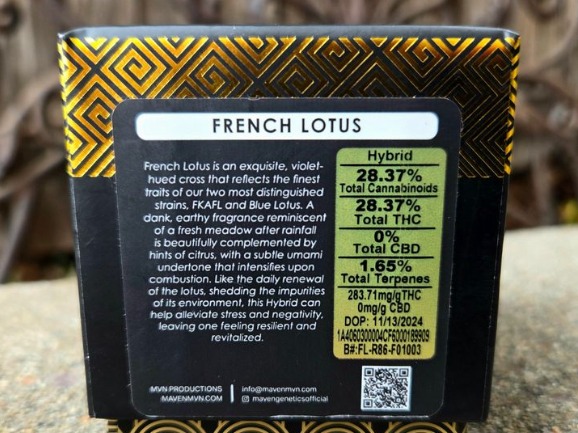 FRENCH LOTUS
French Lotus is an exquisite, violet-
hued cross that reflects the finest
traits of our two most distinguished
strains, FKAFL and Blue Lotus. A
dank, earthy fragrance reminiscent
of a fresh meadow after rainfall
is beautifully complemented by
hints of citrus, with a subtle umami
undertone that intensifies upon
combustion. Like the daily renewal
of the lotus, shedding the impurities
of its environment, this Hybrid can
help alleviate stress and negativity,
leaving one feeling resilient and
revitalized.
Hybrid
28.37%
Total Cannabinoids
28.37%
Total THC
0%
Total CBD
1.65%
Total Terpenes
283.71mg/gTHC
0mg/g CBD
DOP: 11/13/2024
1A4060300004CF6000189909
B#:FL-R86-F01003
MVN PRODUCTIONS
MAVENMVN.COM
info@mavenmvn.com
mavengeneticsofficial